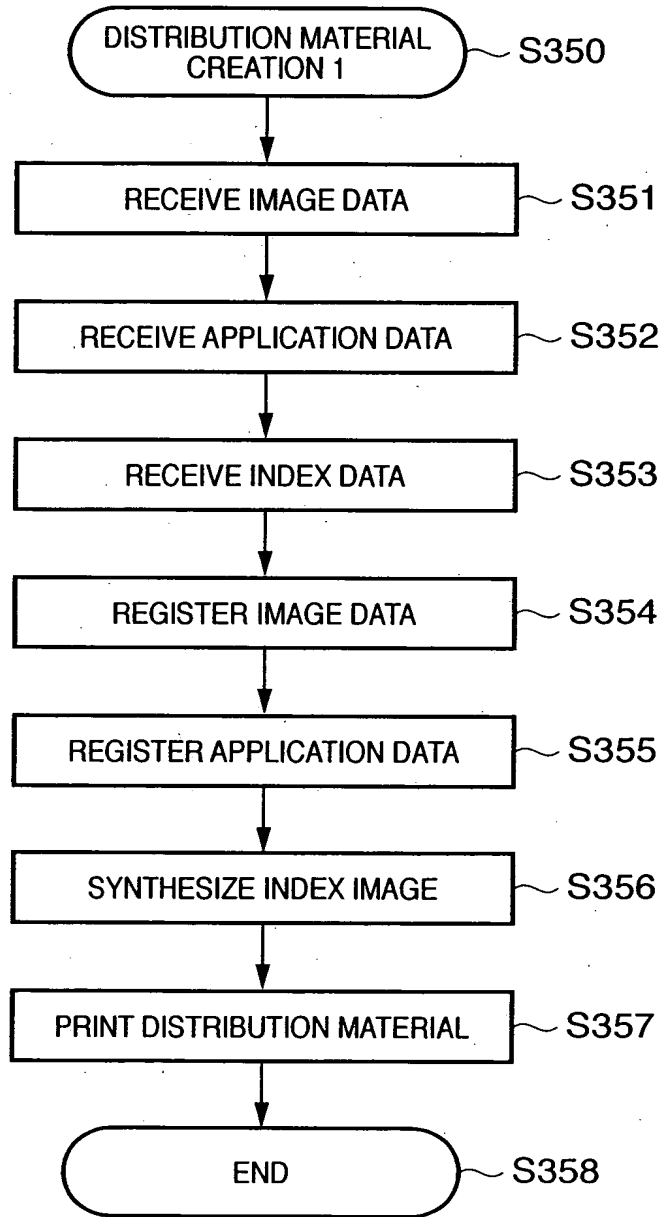 DISTRIBUTION MATERIAL
CREATION 1
S350
RECEIVE IMAGE DATA
S351
RECEIVE APPLICATION DATA
S352
RECEIVE INDEX DATA
S353
REGISTER IMAGE DATA
S354
REGISTER APPLICATION DATA
S355
SYNTHESIZE INDEX IMAGE
S356
PRINT DISTRIBUTION MATERIAL
S357
END
S358